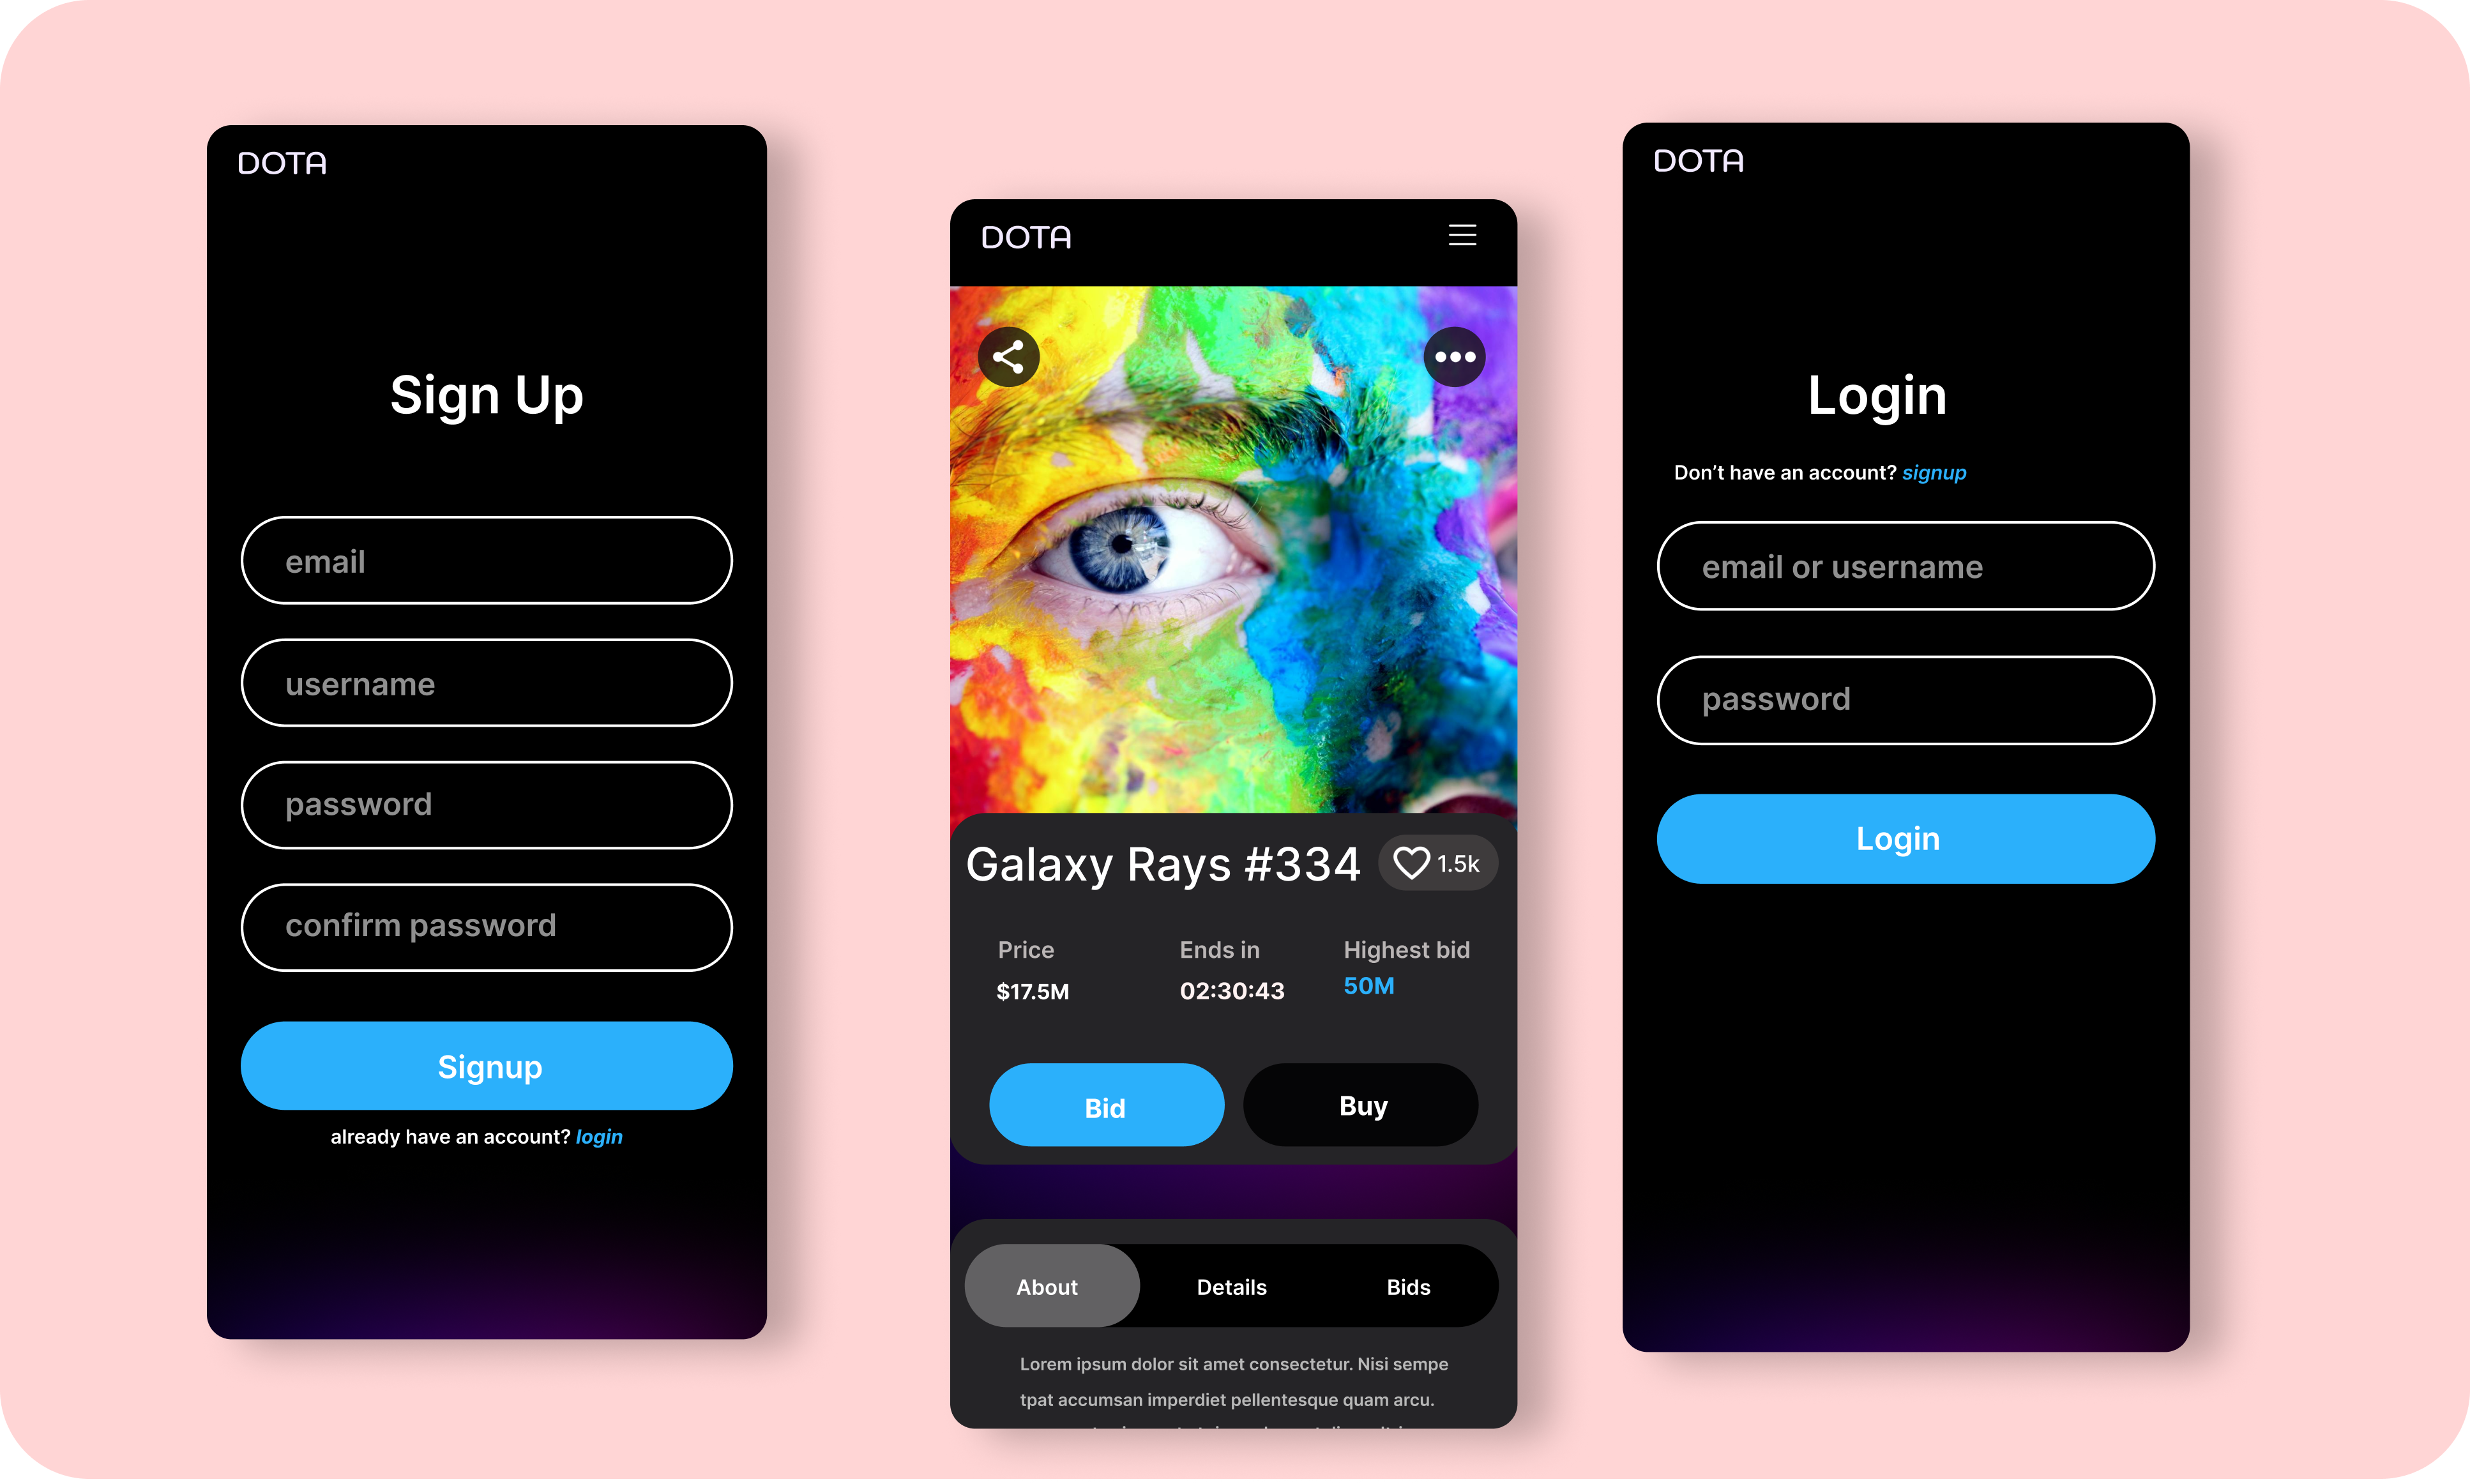 DOTA
Sign Up
email
username
password
confirm password
Signup
already have an account? login
DOTA
Galaxy Rays #334
1.5k
Price
Ends in
Highest bid
$17.5M
02:30:43
50M
Bid
Buy
About
Details
Bids
Lorem ipsum dolor sit amet consectetur. Nisi sempe
tpat accumsan imperdiet pellentesque quam arcu.
DOTA
Login
Don’t have an account? signup
email or username
password
Login